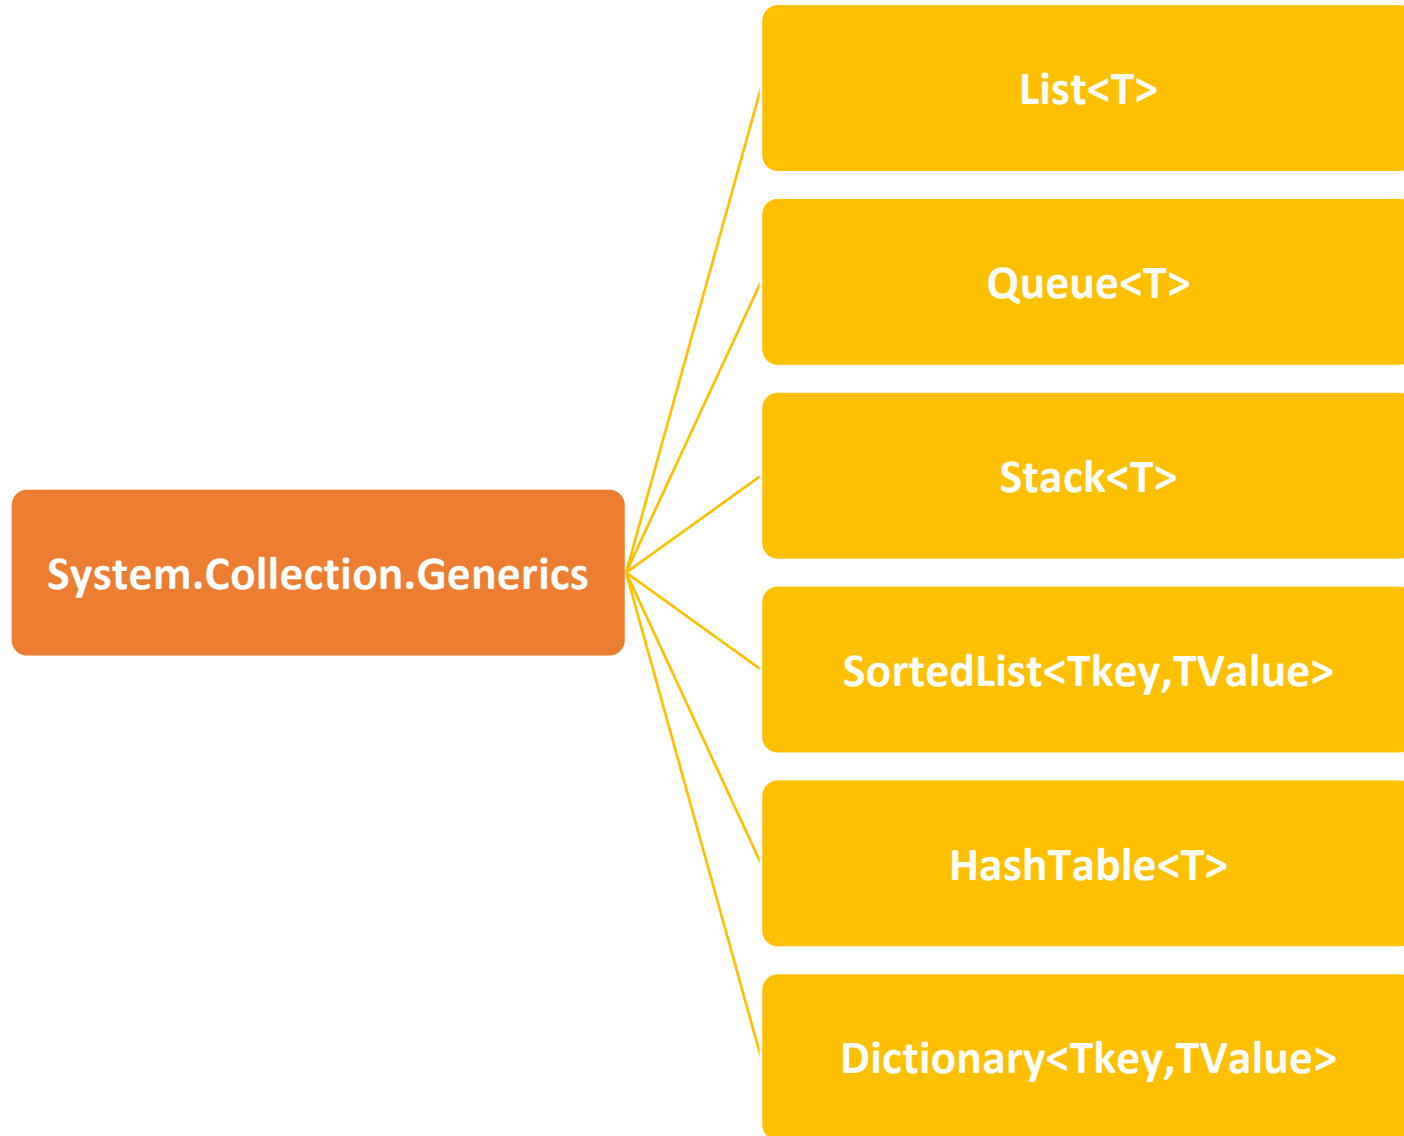 List<T>
Queue<T>
Stack<T>
System.Collection.Generics
SortedList<Tkey,TValue>
HashTable<T>
Dictionary<Tkey,TValue>